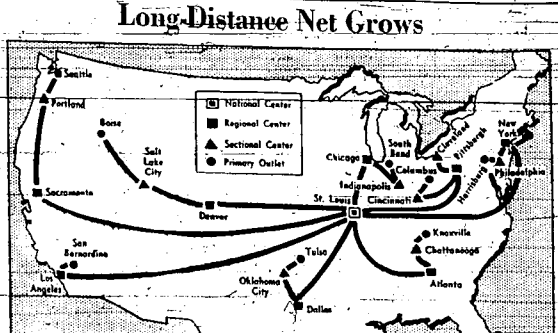 Long-Distance Net Grows
Seattle
Portland
Boise
Salt
Lake
City
Sacramento
Denver
San
Bernardino
Los
Angeles
National Center
Regional Center
Sectional Center
Primary Outlet
Chicago
South
Bend
Cleveland
Pittsburgh
New
York
Columbus
Indianapolis
Cincinnati
Harrisburg
Philadelphia
St. Louis
Knoxville
Chattanooga
Atlanta
Tulsa
Oklahoma
City
Dallas